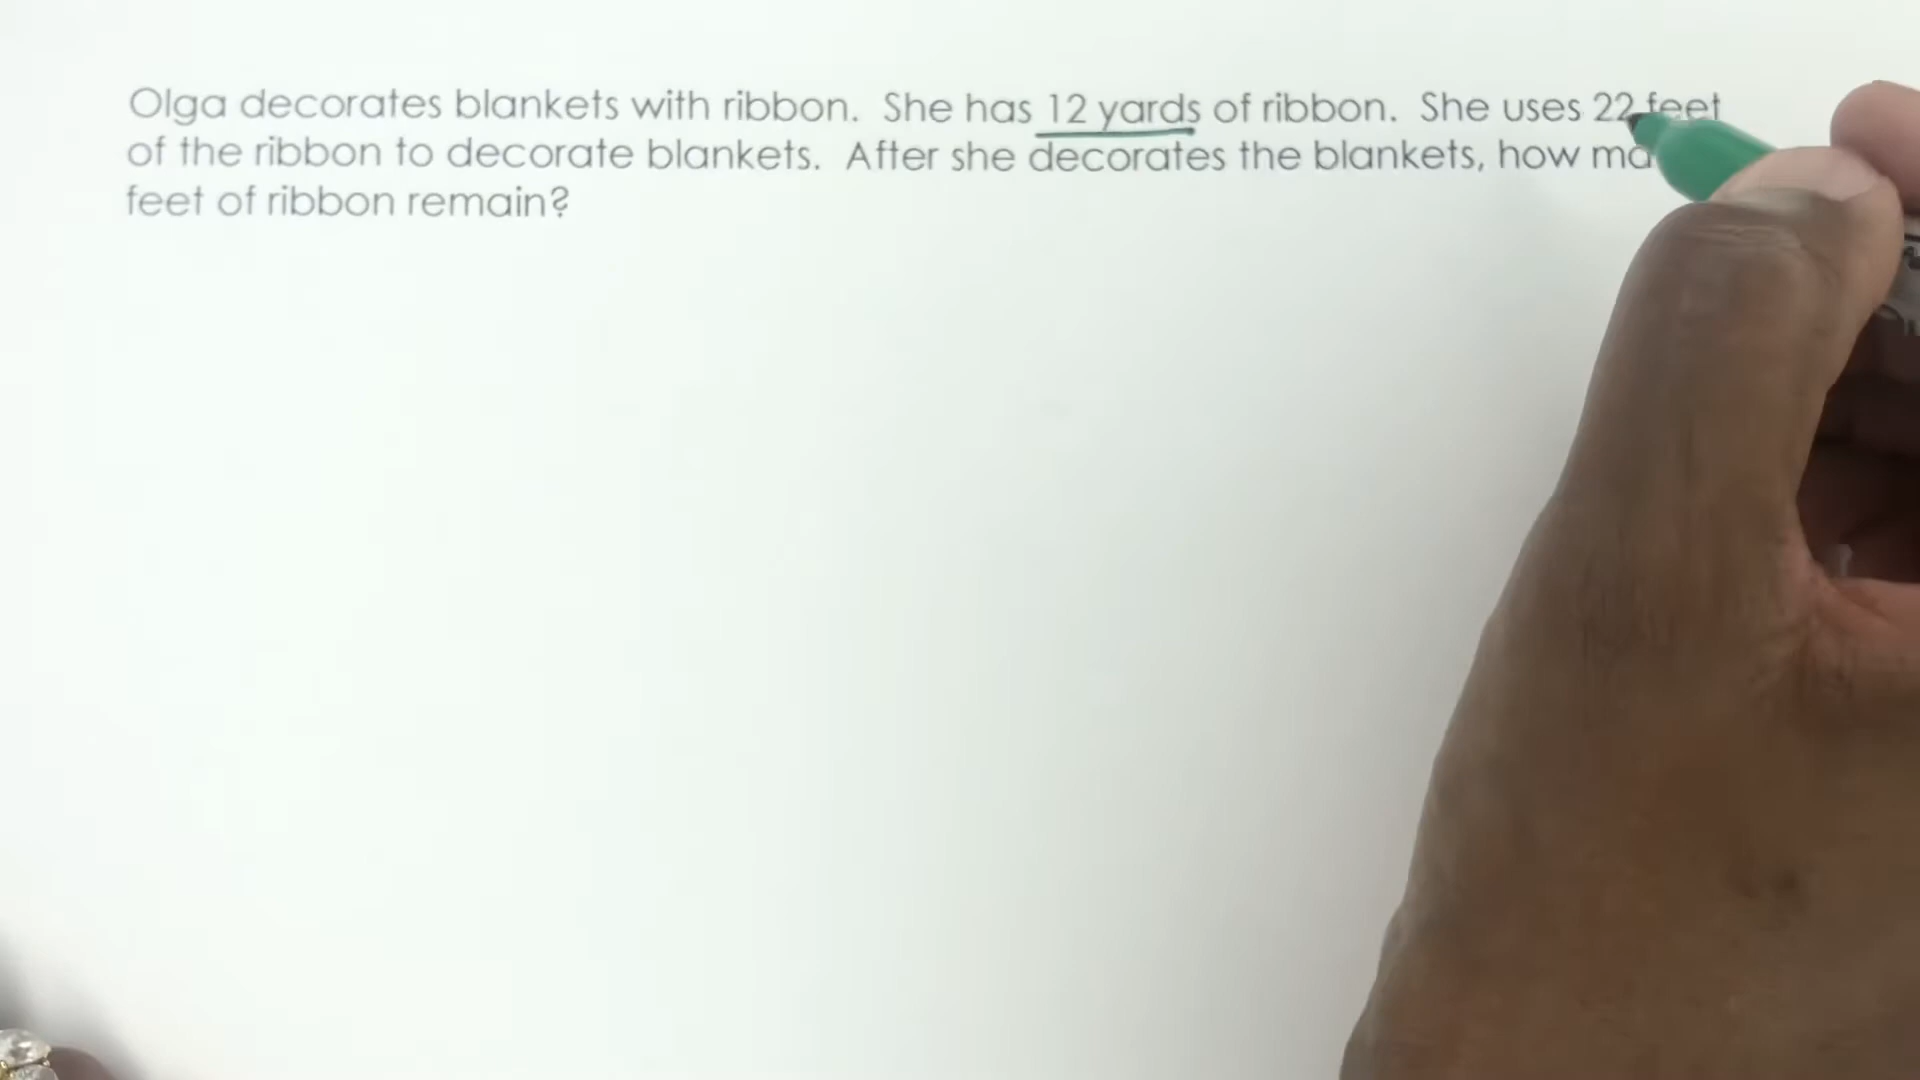 Olga decorates blankets with ribbon. She has 12 yards of ribbon. She uses 22 feet
of the ribbon to decorate blankets. After she decorates the blankets, how
feet of ribbon remain?